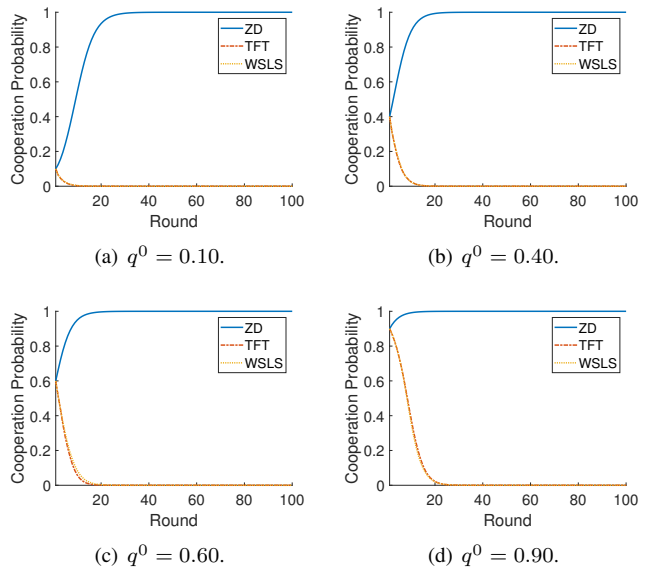 1
0.8
0.6
0.4
0.2
0
Cooperation Probability
ZD
TFT
WSLS
20 40 60 80 100
Round
(a) q⁰ = 0.10.
1
0.8
0.6
0.4
0.2
0
Cooperation Probability
ZD
TFT
WSLS
20 40 60 80 100
Round
(b) q⁰ = 0.40.
1
0.8
0.6
0.4
0.2
0
Cooperation Probability
ZD
TFT
WSLS
20 40 60 80 100
Round
(c) q⁰ = 0.60.
1
0.8
0.6
0.4
0.2
0
Cooperation Probability
ZD
TFT
WSLS
20 40 60 80 100
Round
(d) q⁰ = 0.90.